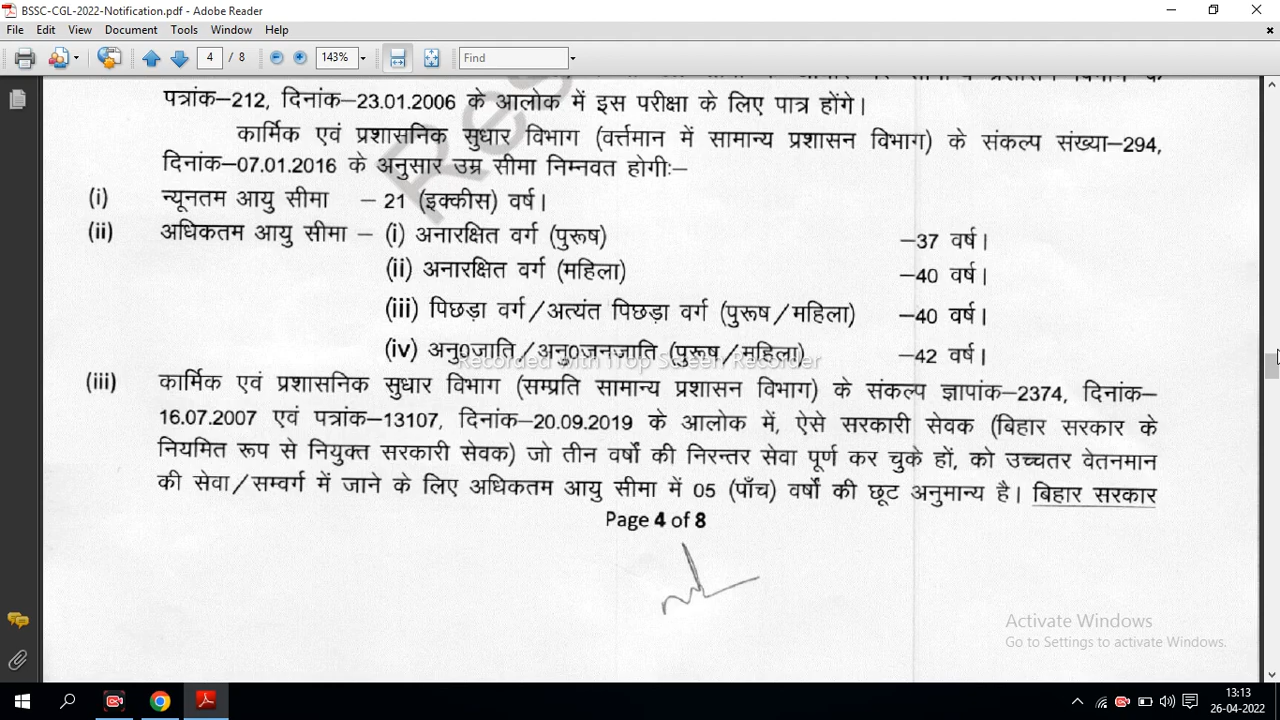 BSSC-CGL-2022-Notification.pdf - Adobe Reader
File Edit View Document Tools Window Help
4 / 8 143% Find
पत्रांक–212, दिनांक–23.01.2006 के आलोक में इस परीक्षा के लिए पात्र होंगे।
कार्मिक एवं प्रशासनिक सुधार विभाग (वर्त्तमान में सामान्य प्रशासन विभाग) के संकल्प संख्या–294,
दिनांक–07.01.2016 के अनुसार उम्र सीमा निम्नवत होगीः–
(i) न्यूनतम आयु सीमा – 21 (इक्कीस) वर्ष।
(ii) अधिकतम आयु सीमा – (i) अनारक्षित वर्ग (पुरूष) –37 वर्ष।
(ii) अनारक्षित वर्ग (महिला) –40 वर्ष।
(iii) पिछड़ा वर्ग/अत्यंत पिछड़ा वर्ग (पुरूष/महिला) –40 वर्ष।
(iv) अनु0जाति/अनु0जनजाति (पुरूष/महिला) –42 वर्ष।
Recorded with iTop Screen Recorder
(iii) कार्मिक एवं प्रशासनिक सुधार विभाग (सम्प्रति सामान्य प्रशासन विभाग) के संकल्प ज्ञापांक–2374, दिनांक–
16.07.2007 एवं पत्रांक–13107, दिनांक–20.09.2019 के आलोक में, ऐसे सरकारी सेवक (बिहार सरकार के
नियमित रूप से नियुक्त सरकारी सेवक) जो तीन वर्षों की निरन्तर सेवा पूर्ण कर चुके हों, को उच्चतर वेतनमान
की सेवा/सम्वर्ग में जाने के लिए अधिकतम आयु सीमा में 05 (पाँच) वर्षों की छूट अनुमान्य है। बिहार सरकार
Page 4 of 8
Activate Windows
Go to Settings to activate Windows.
13:13
26-04-2022